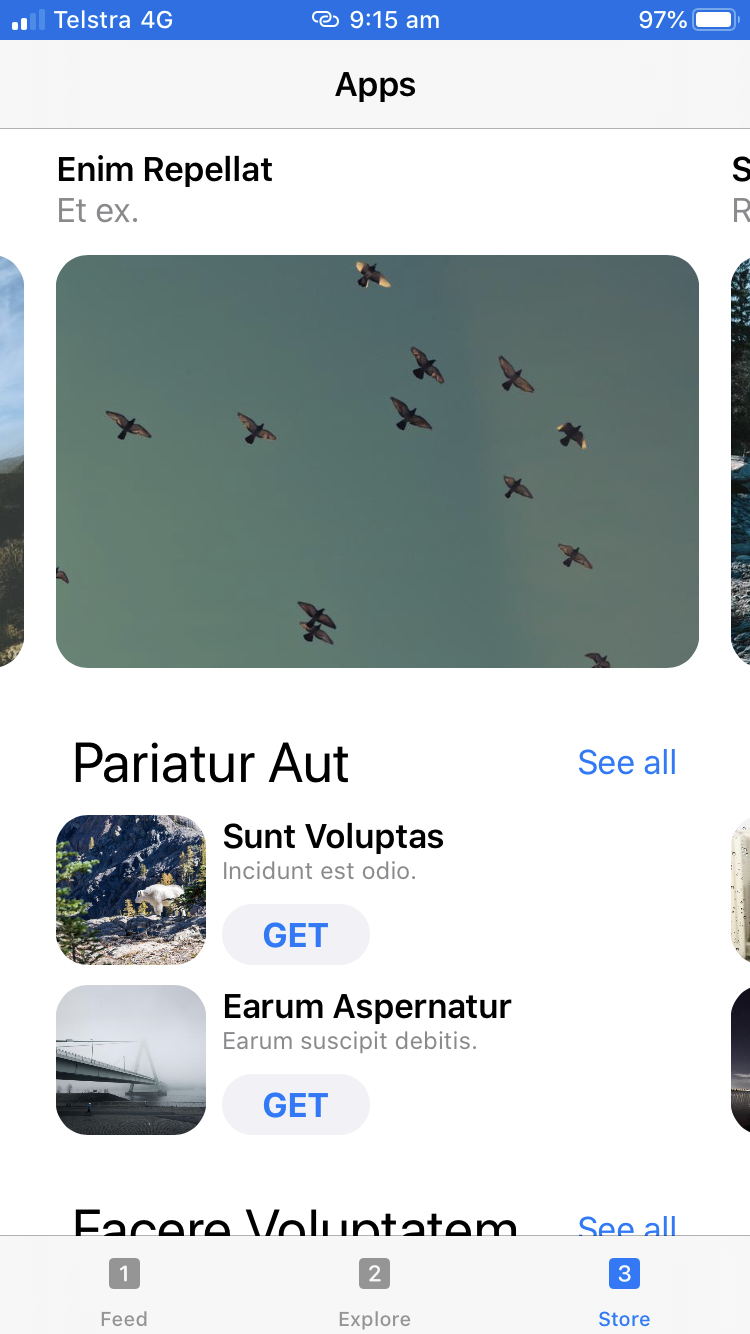 Telstra 4G 9:15 am 97%
Apps
Enim Repellat
Et ex.
S
R
Pariatur Aut See all
Sunt Voluptas
Incidunt est odio.
GET
Earum Aspernatur
Earum suscipit debitis.
GET
Facere Voluptatem See all
1 2 3
Feed Explore Store